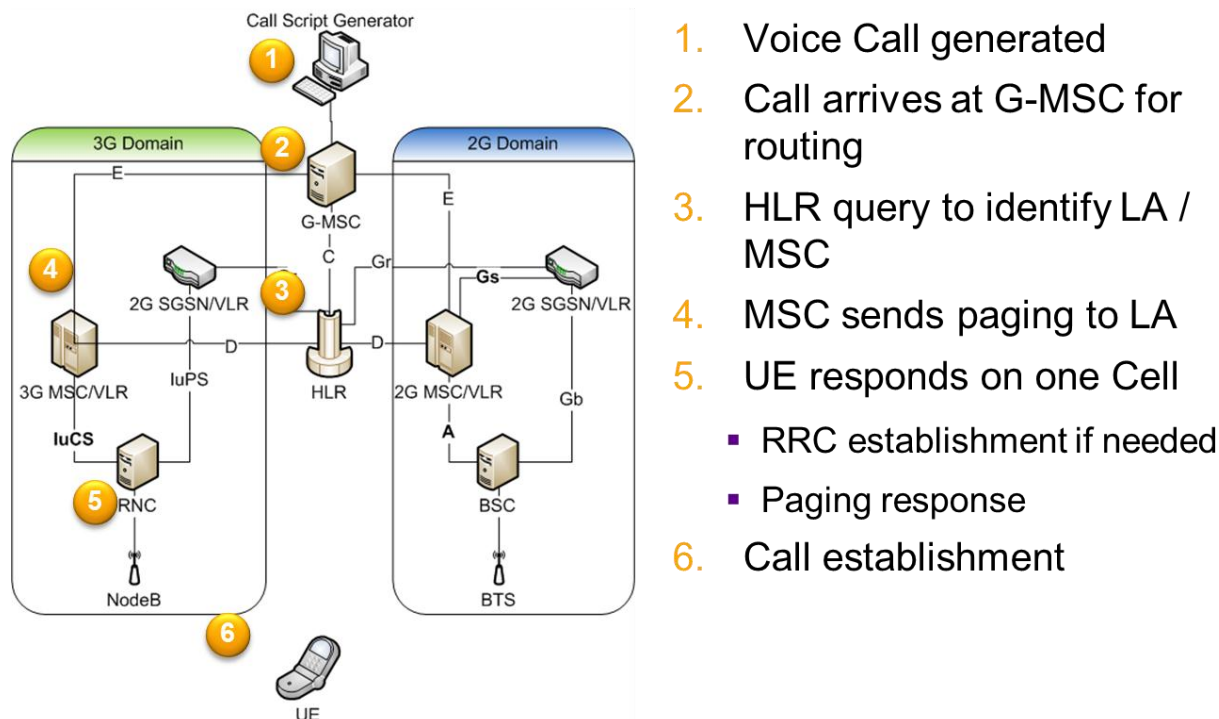 Call Script Generator
1
3G Domain
2
2G Domain
E
E
G-MSC
C
Gr
Gs
4
3
2G SGSN/VLR
2G SGSN/VLR
D
D
3G MSC/VLR
IuPS
HLR
2G MSC/VLR
Gb
IuCS
A
5
RNC
BSC
NodeB
BTS
6
UE
1. Voice Call generated
2. Call arrives at G-MSC for
routing
3. HLR query to identify LA /
MSC
4. MSC sends paging to LA
5. UE responds on one Cell
▪ RRC establishment if needed
▪ Paging response
6. Call establishment